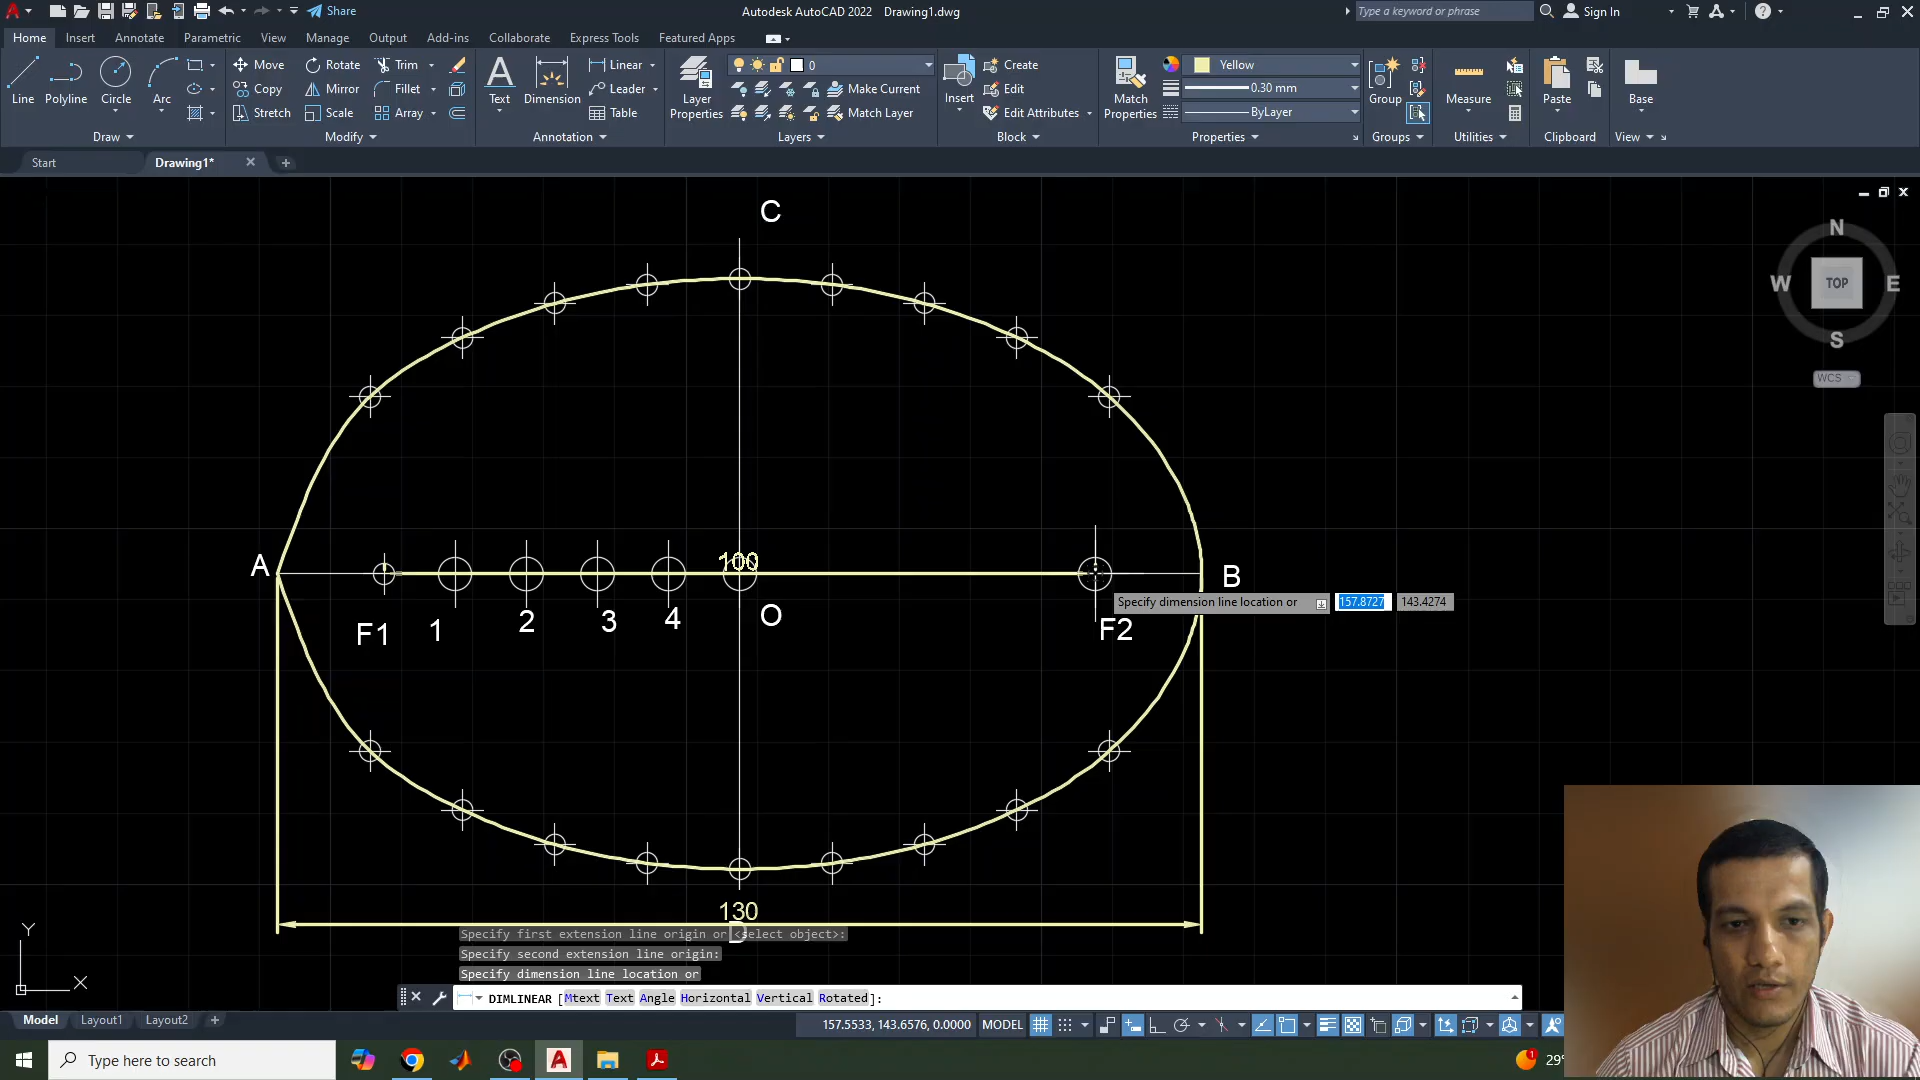 Share
Autodesk AutoCAD 2022 Drawing1.dwg
Type a keyword or phrase
Sign In
Home Insert Annotate Parametric View Manage Output Add-ins Collaborate Express Tools Featured Apps
Line Polyline Circle Arc
Move Rotate Trim
Copy Mirror Fillet
Stretch Scale Array
Text Dimension
Linear
Leader
Table
Layer Properties
0
Make Current
Match Layer
Insert
Create
Edit
Edit Attributes
Match Properties
Yellow
0.30 mm
ByLayer
Group
Measure
Paste
Base
Draw Modify Annotation Layers Block Properties Groups Utilities Clipboard View
Start Drawing1*
C
N
W TOP E
S
WCS
A
100
B
Specify dimension line location or 157.8727 143.4274
F1 1 2 3 4 O F2
130
D
Y
X
Specify first extension line origin or <select object>:
Specify second extension line origin:
Specify dimension line location or
DIMLINEAR [Mtext Text Angle Horizontal Vertical Rotated]:
Model Layout1 Layout2
157.5533, 143.6576, 0.0000 MODEL
Type here to search
1
29°